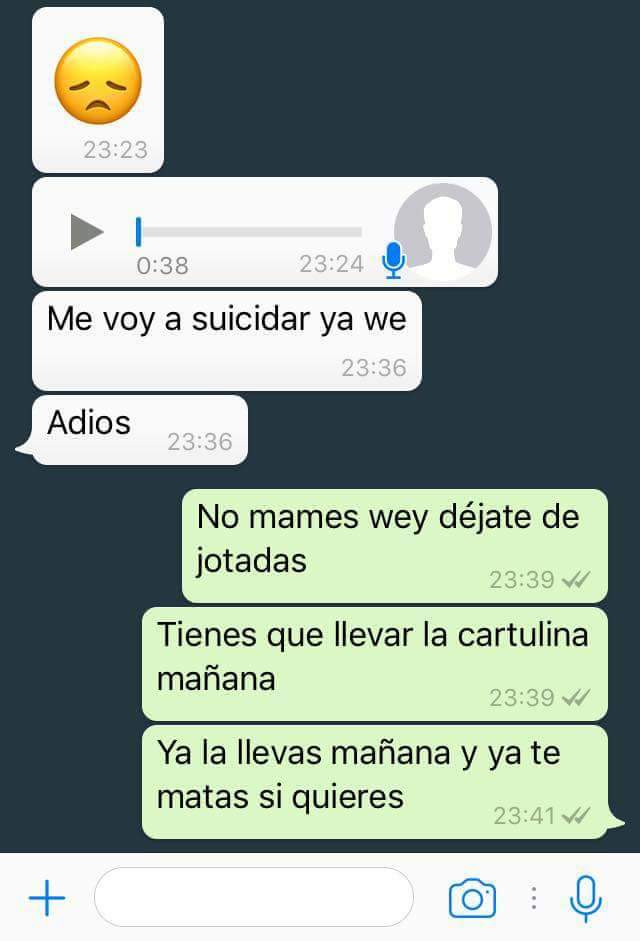 23:23
0:38 23:24
Me voy a suicidar ya we
23:36
Adios 23:36
No mames wey déjate de
jotadas
23:39
Tienes que llevar la cartulina
mañana
23:39
Ya la llevas mañana y ya te
matas si quieres
23:41